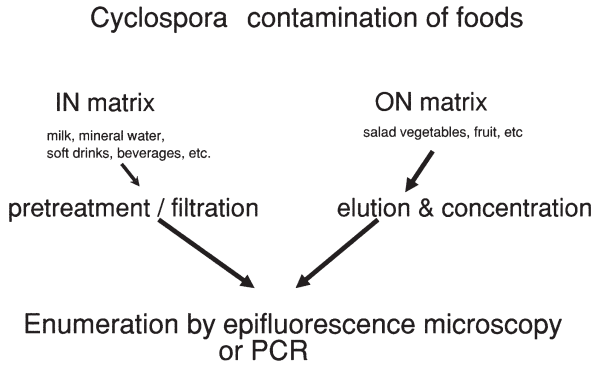 Cyclospora contamination of foods
IN matrix
milk, mineral water,
soft drinks, beverages, etc.
pretreatment / filtration
ON matrix
salad vegetables, fruit, etc
elution & concentration
Enumeration by epifluorescence microscopy
or PCR